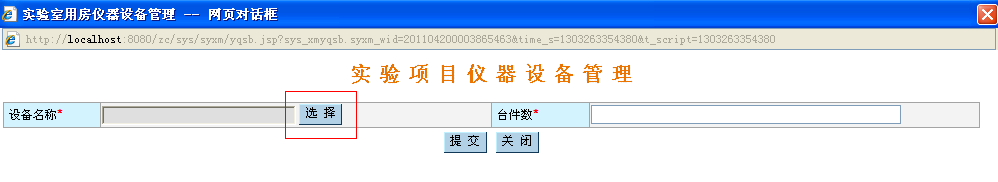 实验室用房仪器设备管理 -- 网页对话框
http://localhost:8080/zc/sys/syxm/yqsb.jsp?sys_xmyqsb.syxm_wid=201104200003865463&time_s=1303263354380&t_script=1303263354380
实 验 项 目 仪 器 设 备 管 理
设备名称* 选 择 台件数*
提 交 关 闭